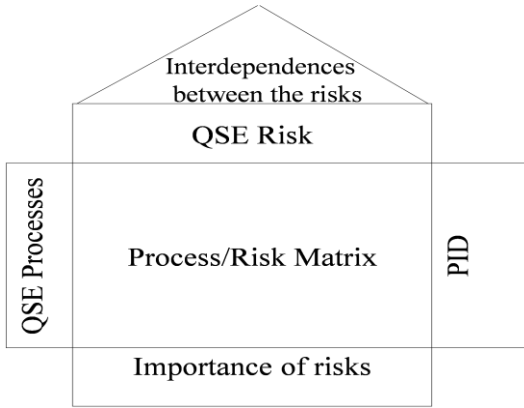 Interdependences
between the risks
QSE Risk
QSE Processes
Process/Risk Matrix
PID
Importance of risks